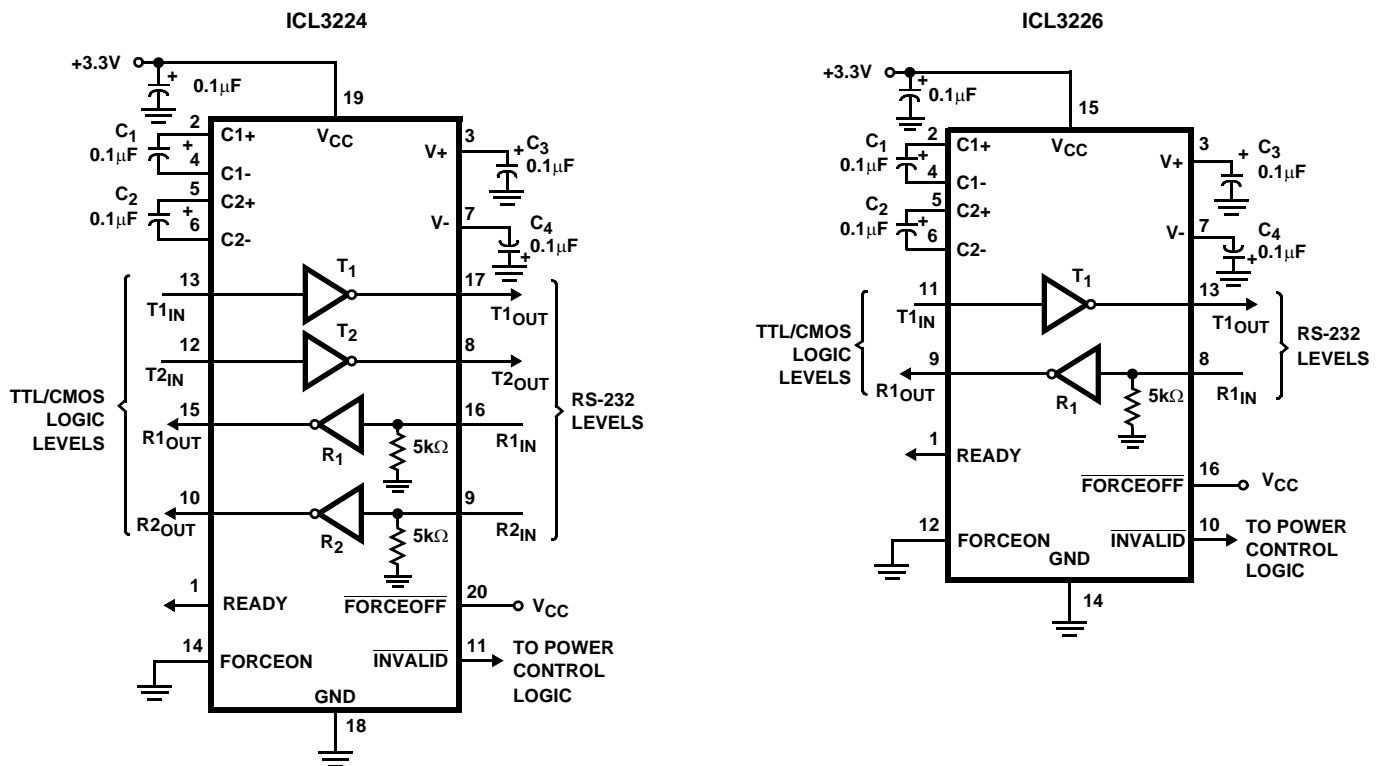 ICL3224
+3.3V
+
0.1μF
19
2
C1+
VCC
C1
0.1μF
+
4
C1-
5
C2+
C2
0.1μF
+
6
C2-
3
V+
+
C3
0.1μF
7
V-
C4
0.1μF
+
13
T1IN
T1
17
T1OUT
12
T2IN
T2
8
T2OUT
TTL/CMOS
LOGIC
LEVELS
RS-232
LEVELS
15
R1OUT
R1
16
R1IN
5kΩ
10
R2OUT
R2
9
R2IN
5kΩ
1
READY
FORCEOFF
20
VCC
14
FORCEON
INVALID
11
TO POWER
CONTROL
LOGIC
GND
18
ICL3226
+3.3V
+
0.1μF
15
2
C1+
VCC
C1
0.1μF
+
4
C1-
5
C2+
C2
0.1μF
+
6
C2-
3
V+
+
C3
0.1μF
7
V-
C4
0.1μF
+
11
T1IN
T1
13
T1OUT
TTL/CMOS
LOGIC
LEVELS
RS-232
LEVELS
9
R1OUT
R1
8
R1IN
5kΩ
1
READY
FORCEOFF
16
VCC
12
FORCEON
INVALID
10
TO POWER
CONTROL
LOGIC
GND
14